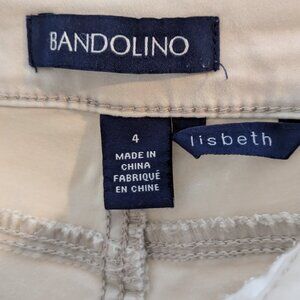 BANDOLINO
4
MADE IN
CHINA
FABRIQUÉ
EN CHINE
lisbeth